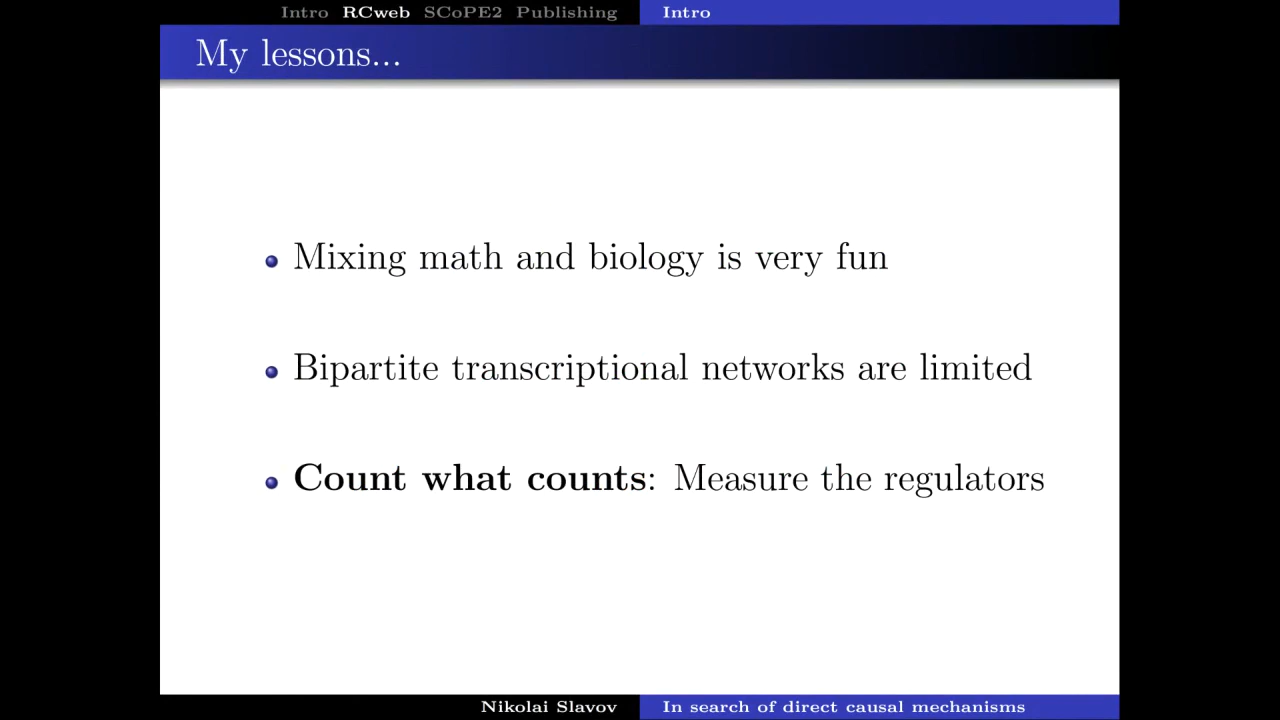 Intro RCweb SCoPE2 Publishing Intro
My lessons...
Mixing math and biology is very fun
Bipartite transcriptional networks are limited
Count what counts: Measure the regulators
Nikolai Slavov In search of direct causal mechanisms